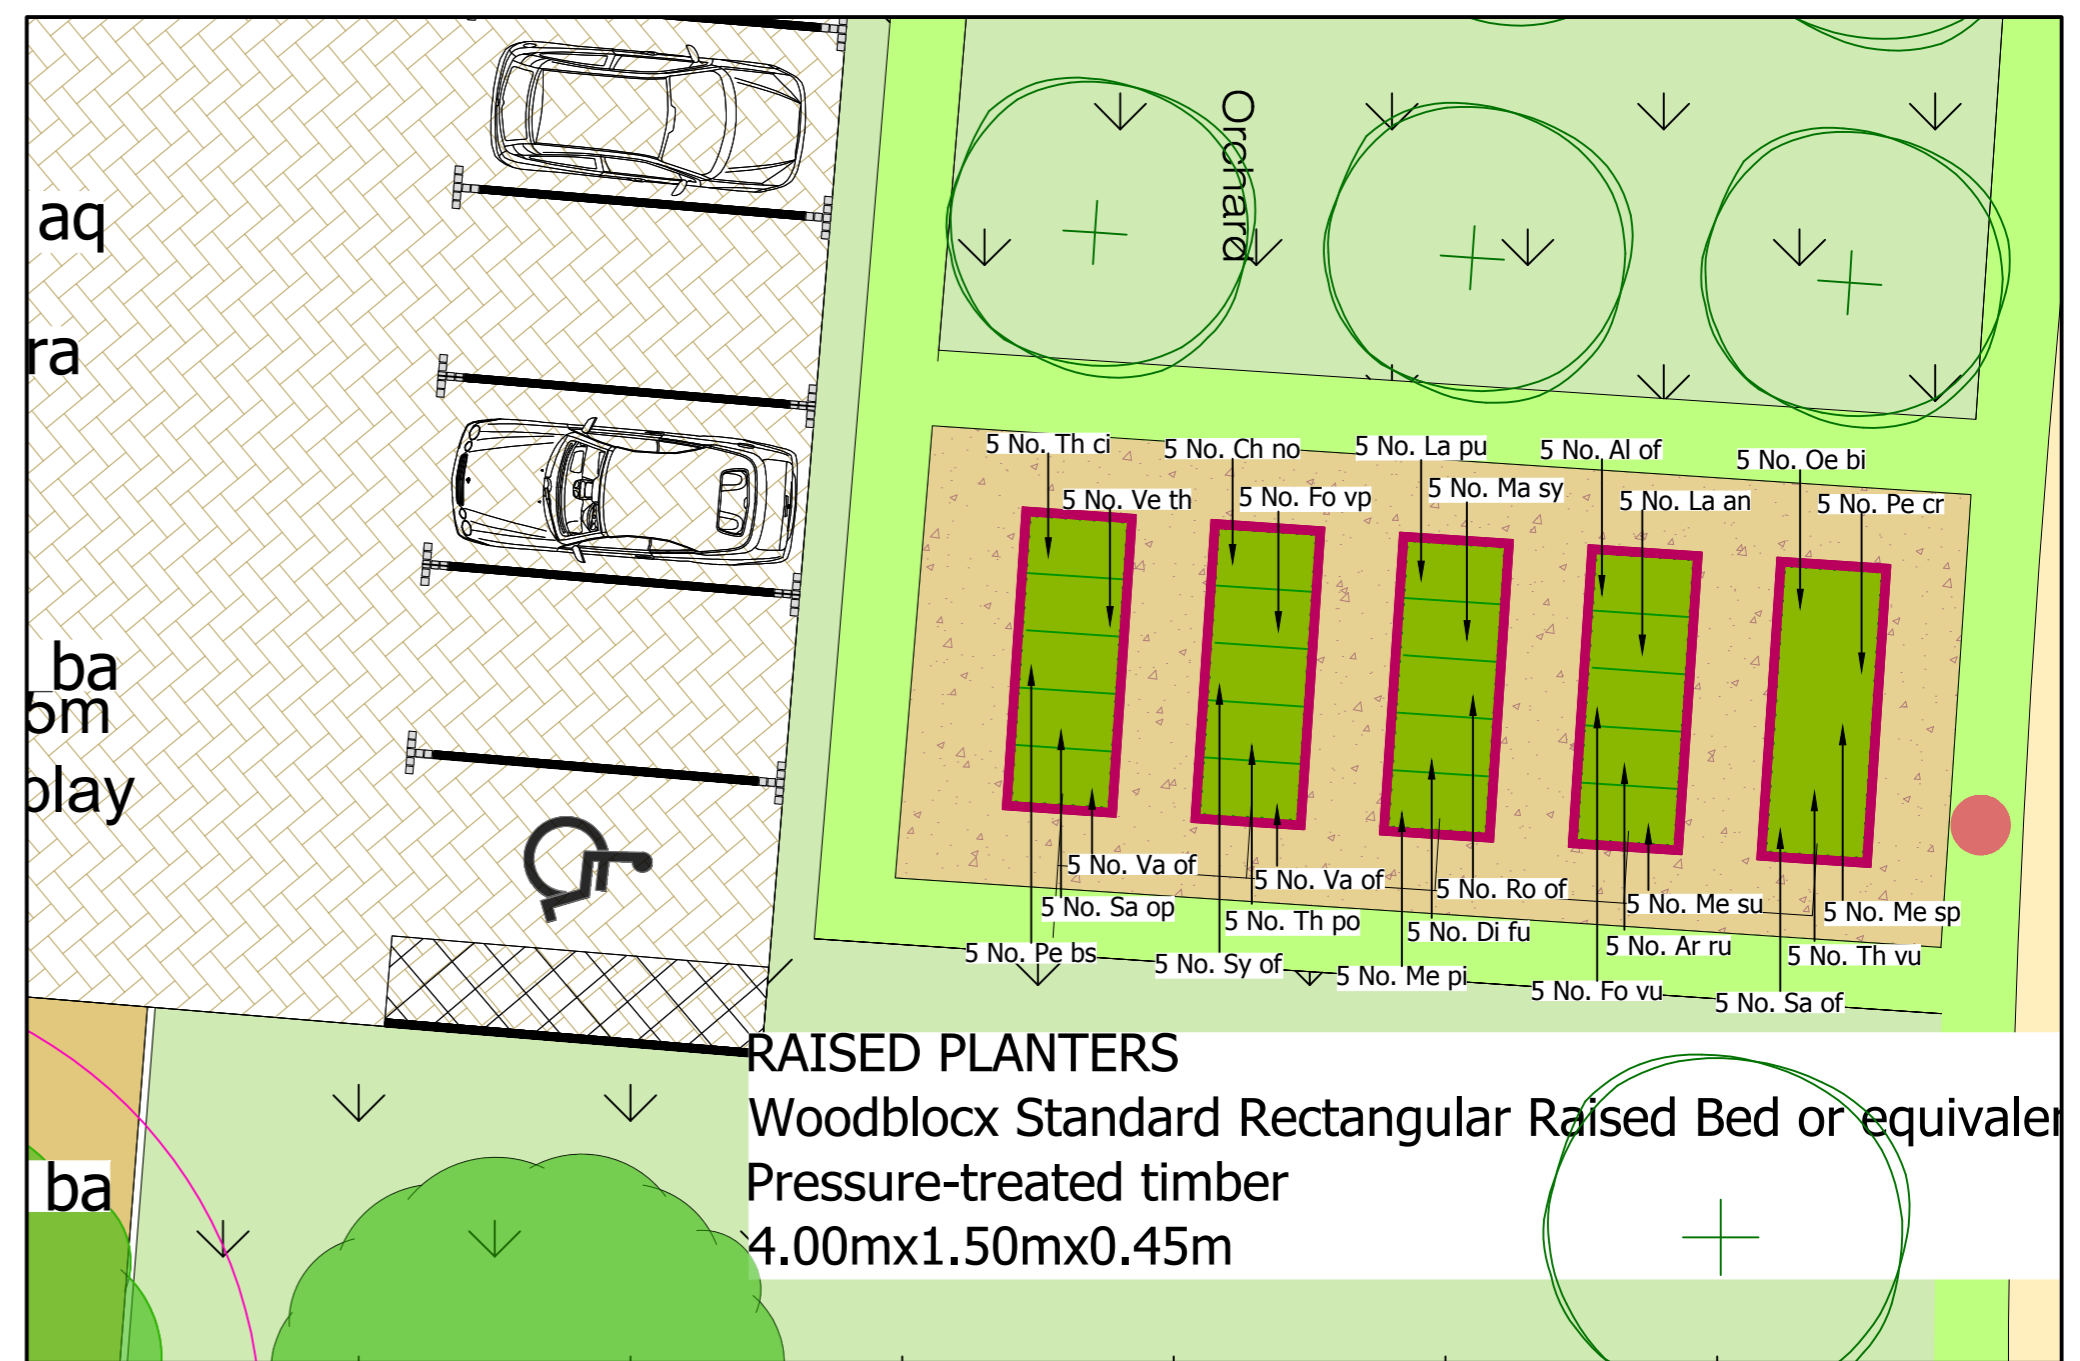 aq
ra
_ba
5m
play
ba
Orchard
5 No. Th ci
5 No. Ve th
5 No. Ch no
5 No. Fo vp
5 No. La pu
5 No. Ma sy
5 No. Al of
5 No. La an
5 No. Oe bi
5 No. Pe cr
5 No. Va of
5 No. Sa op
5 No. Pe bs
5 No. Va of
5 No. Th po
5 No. Sy of
5 No. Ro of
5 No. Di fu
5 No. Me pi
5 No. Me su
5 No. Ar ru
5 No. Fo vu
5 No. Me sp
5 No. Th vu
5 No. Sa of
RAISED PLANTERS
Woodblocx Standard Rectangular Raised Bed or equivaler
Pressure-treated timber
4.00mx1.50mx0.45m